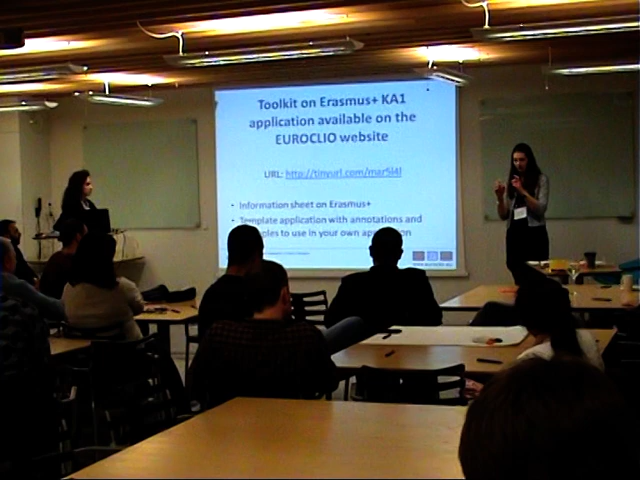 Toolkit on Erasmus+ KA1
application available on the
EUROCLIO website
URL: http://tinyurl.com/mar5l4l
• Information sheet on Erasmus+
• Template application with annotations and
to use in your own